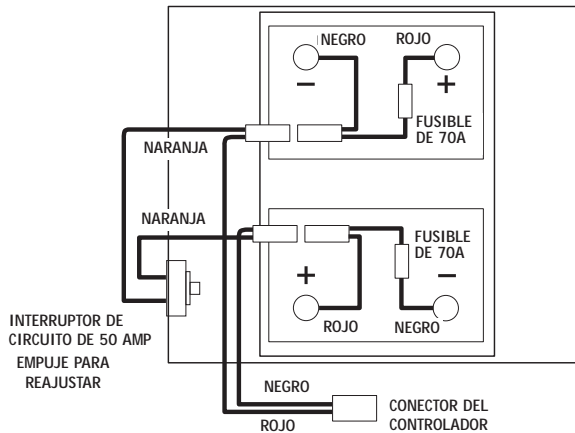 NEGRO
ROJO
−
+
FUSIBLE
DE 70A
NARANJA
NARANJA
FUSIBLE
DE 70A
+
−
ROJO
NEGRO
INTERRUPTOR DE
CIRCUITO DE 50 AMP
EMPUJE PARA
REAJUSTAR
NEGRO
ROJO
CONECTOR DEL
CONTROLADOR